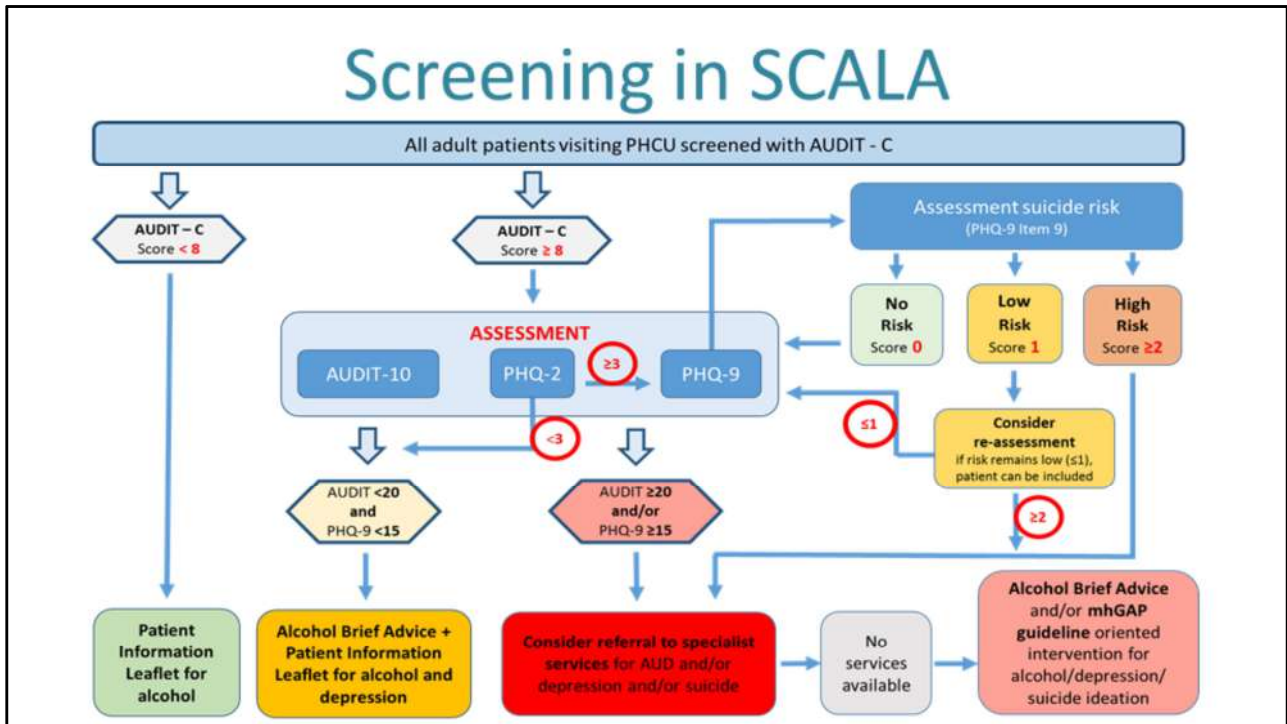 Screening in SCALA
All adult patients visiting PHCU screened with AUDIT - C
AUDIT – C
Score < 8
AUDIT – C
Score ≥ 8
Assessment suicide risk
(PHQ-9 Item 9)
No
Risk
Score 0
Low
Risk
Score 1
High
Risk
Score ≥2
ASSESSMENT
AUDIT-10
PHQ-2
≥3
PHQ-9
<3
≤1
Consider
re-assessment
if risk remains low (≤1),
patient can be included
≥2
AUDIT <20
and
PHQ-9 <15
AUDIT ≥20
and/or
PHQ-9 ≥15
Patient
Information
Leaflet for
alcohol
Alcohol Brief Advice +
Patient Information
Leaflet for alcohol and
depression
Consider referral to specialist
services for AUD and/or
depression and/or suicide
No
services
available
Alcohol Brief Advice
and/or mhGAP
guideline oriented
intervention for
alcohol/depression/
suicide ideation